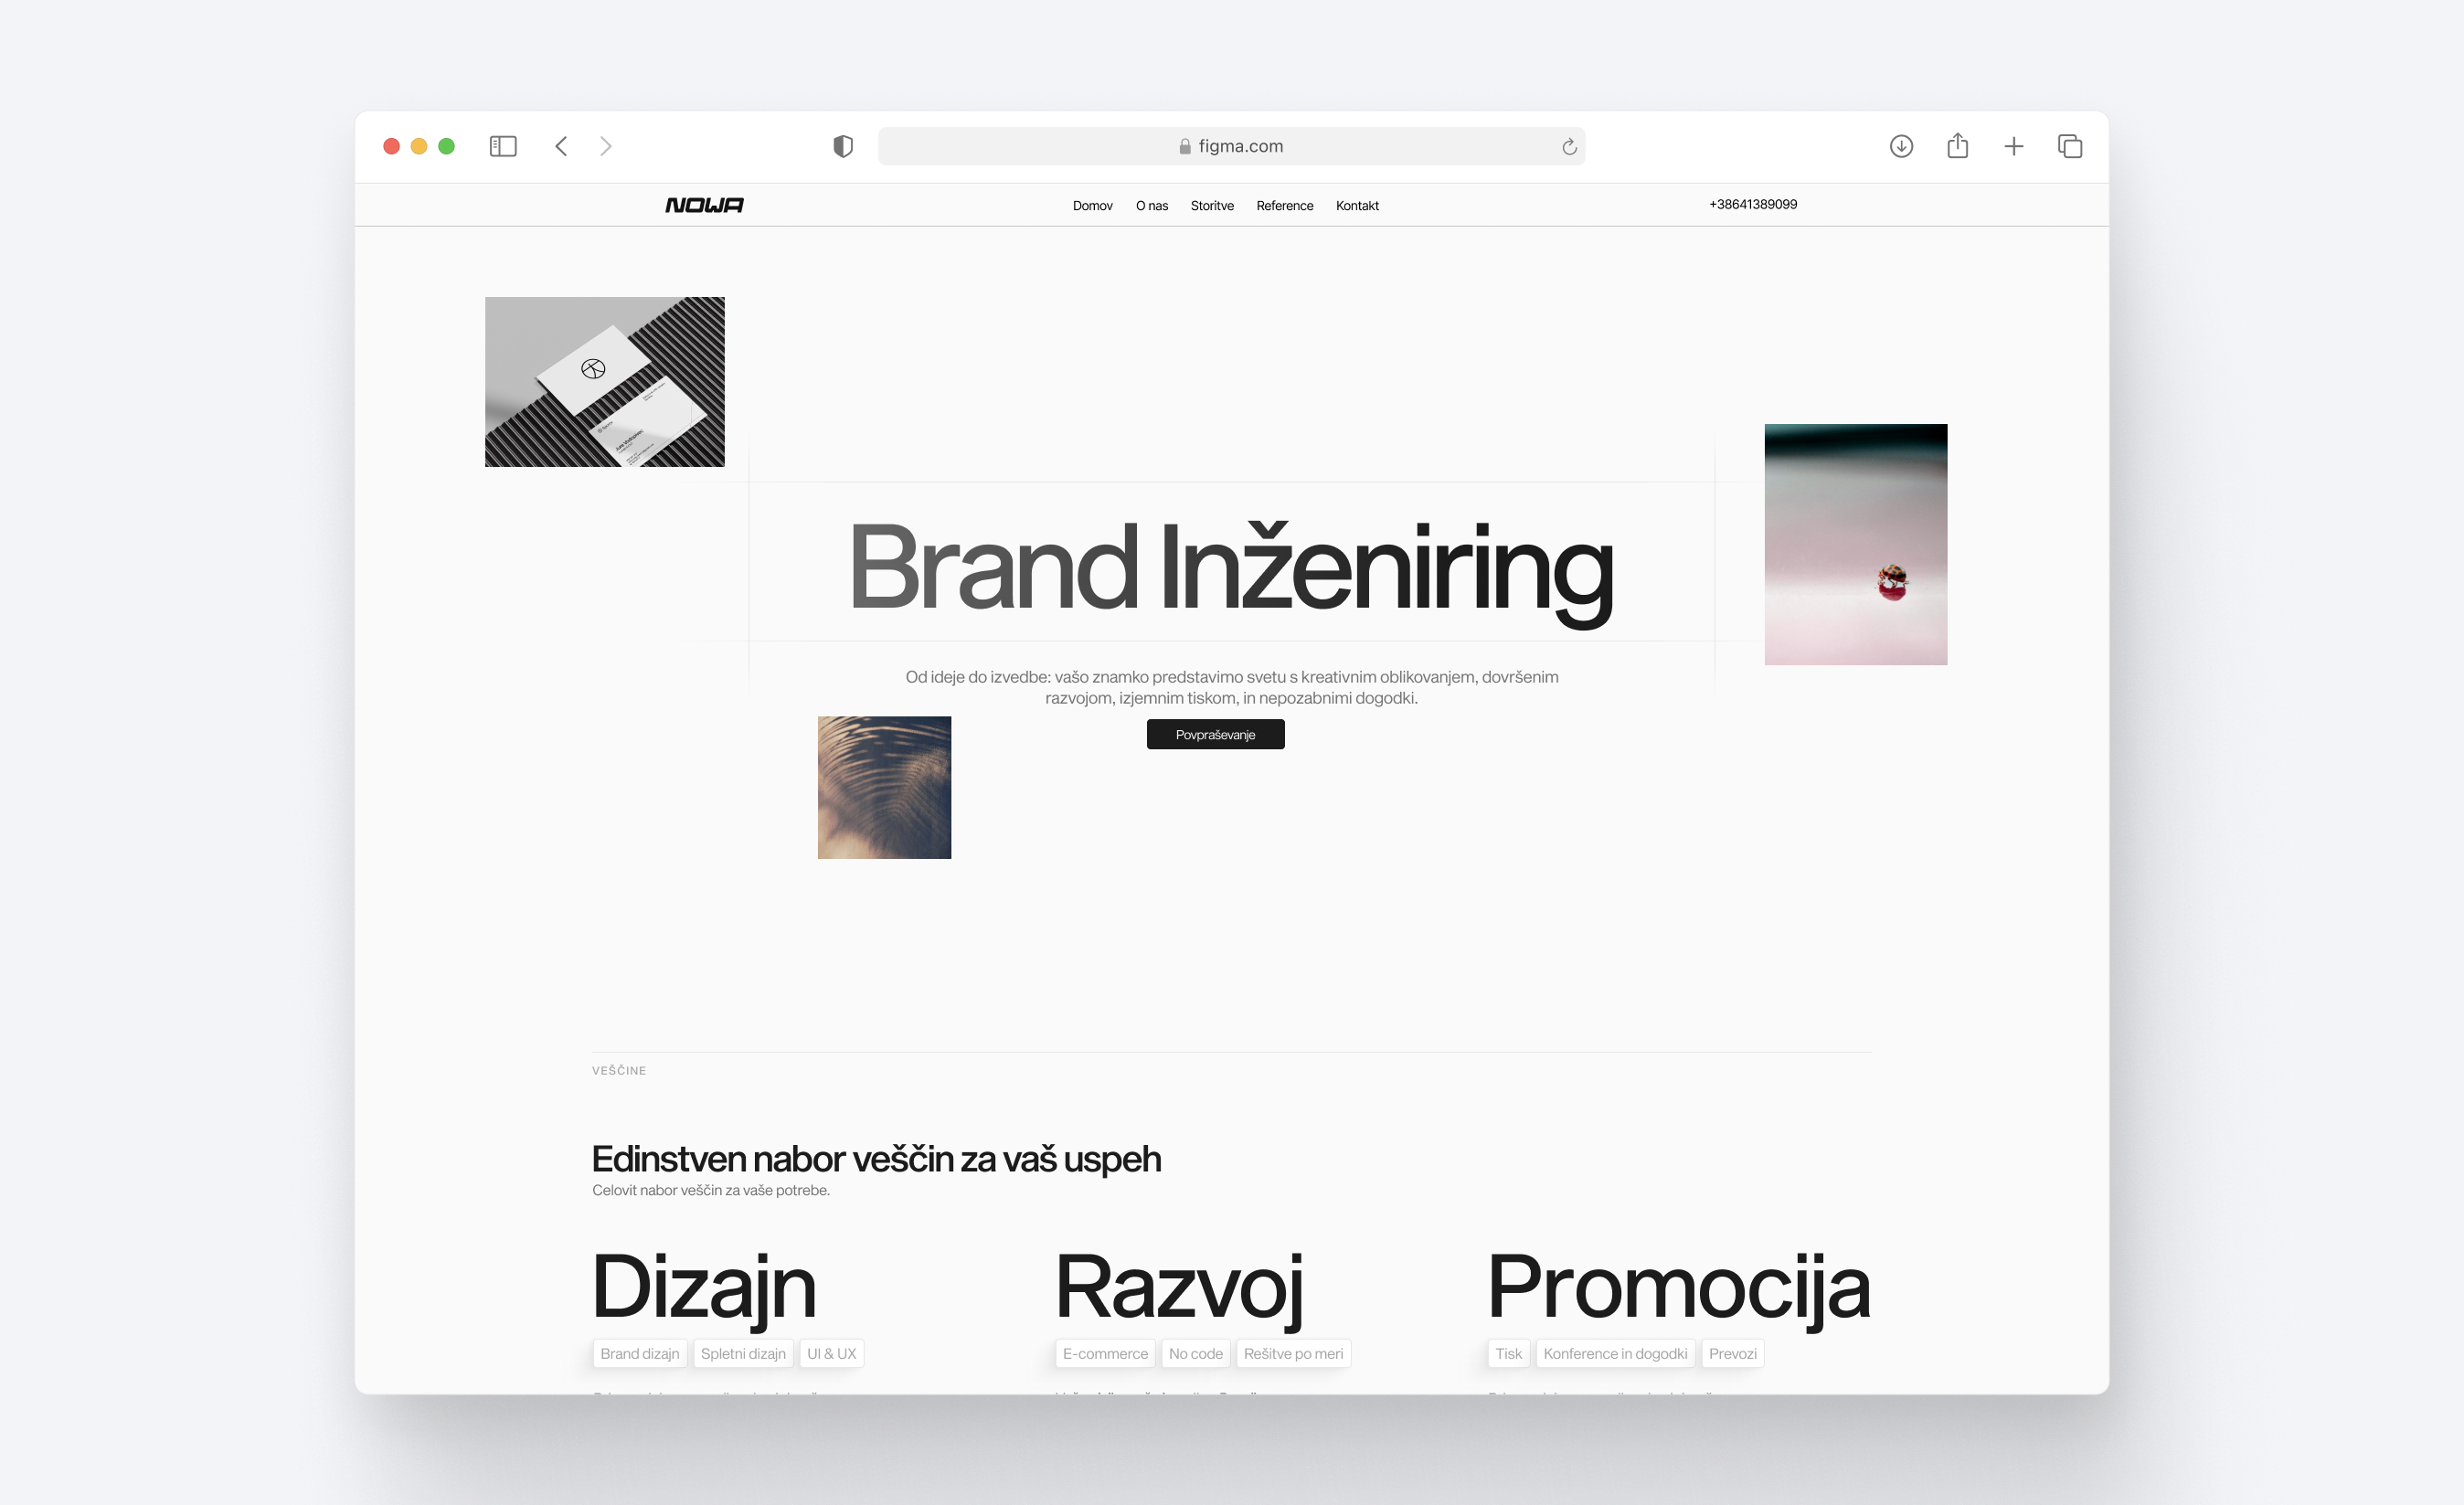 figma.com
NOWA
Domov O nas Storitve Reference Kontakt
+38641389099
Brand Inženiring
Od ideje do izvedbe: vašo znamko predstavimo svetu s kreativnim oblikovanjem, dovršenim
razvojom, izjemnim tiskom, in nepozabnimi dogodki.
Povpraševanje
VEŠČINE
Edinstven nabor veščin za vaš uspeh
Celovit nabor veščin za vaše potrebe.
Dizajn
Brand dizajn Spletni dizajn UI & UX
Razvoj
E-commerce No code Rešitve po meri
Promocija
Tisk Konference in dogodki Prevozi